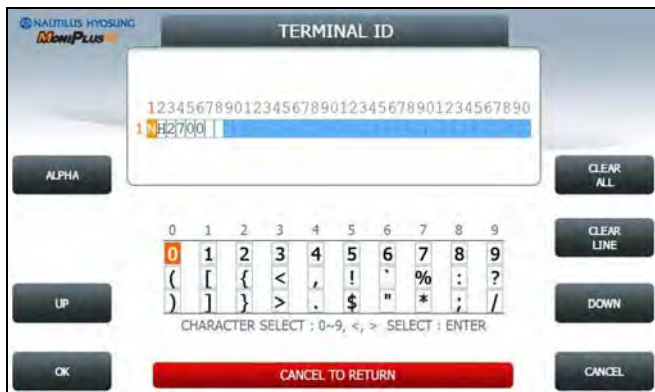 NAUTILUS HYOSUNG
MoniPlus
TERMINAL ID
1234567890123456789012345678901234567890
1 NH2700
ALPHA
CLEAR ALL
0 1 2 3 4 5 6 7 8 9
0 1 2 3 4 5 6 7 8 9
( [ { < , ! ` % : ?
) ] } > . $ " * ; /
CLEAR LINE
UP
DOWN
CHARACTER SELECT : 0~9, <, > SELECT : ENTER
OK
CANCEL TO RETURN
CANCEL